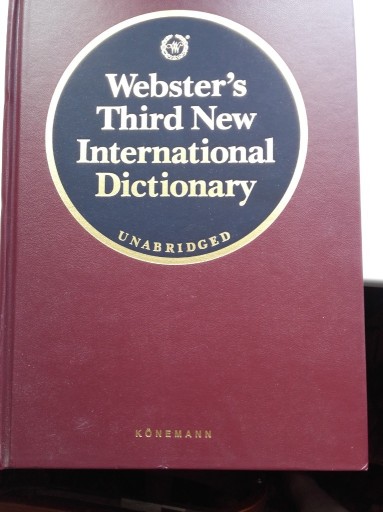 Webster's
Third New
International
Dictionary
UNABRIDGED
KÖNEMANN